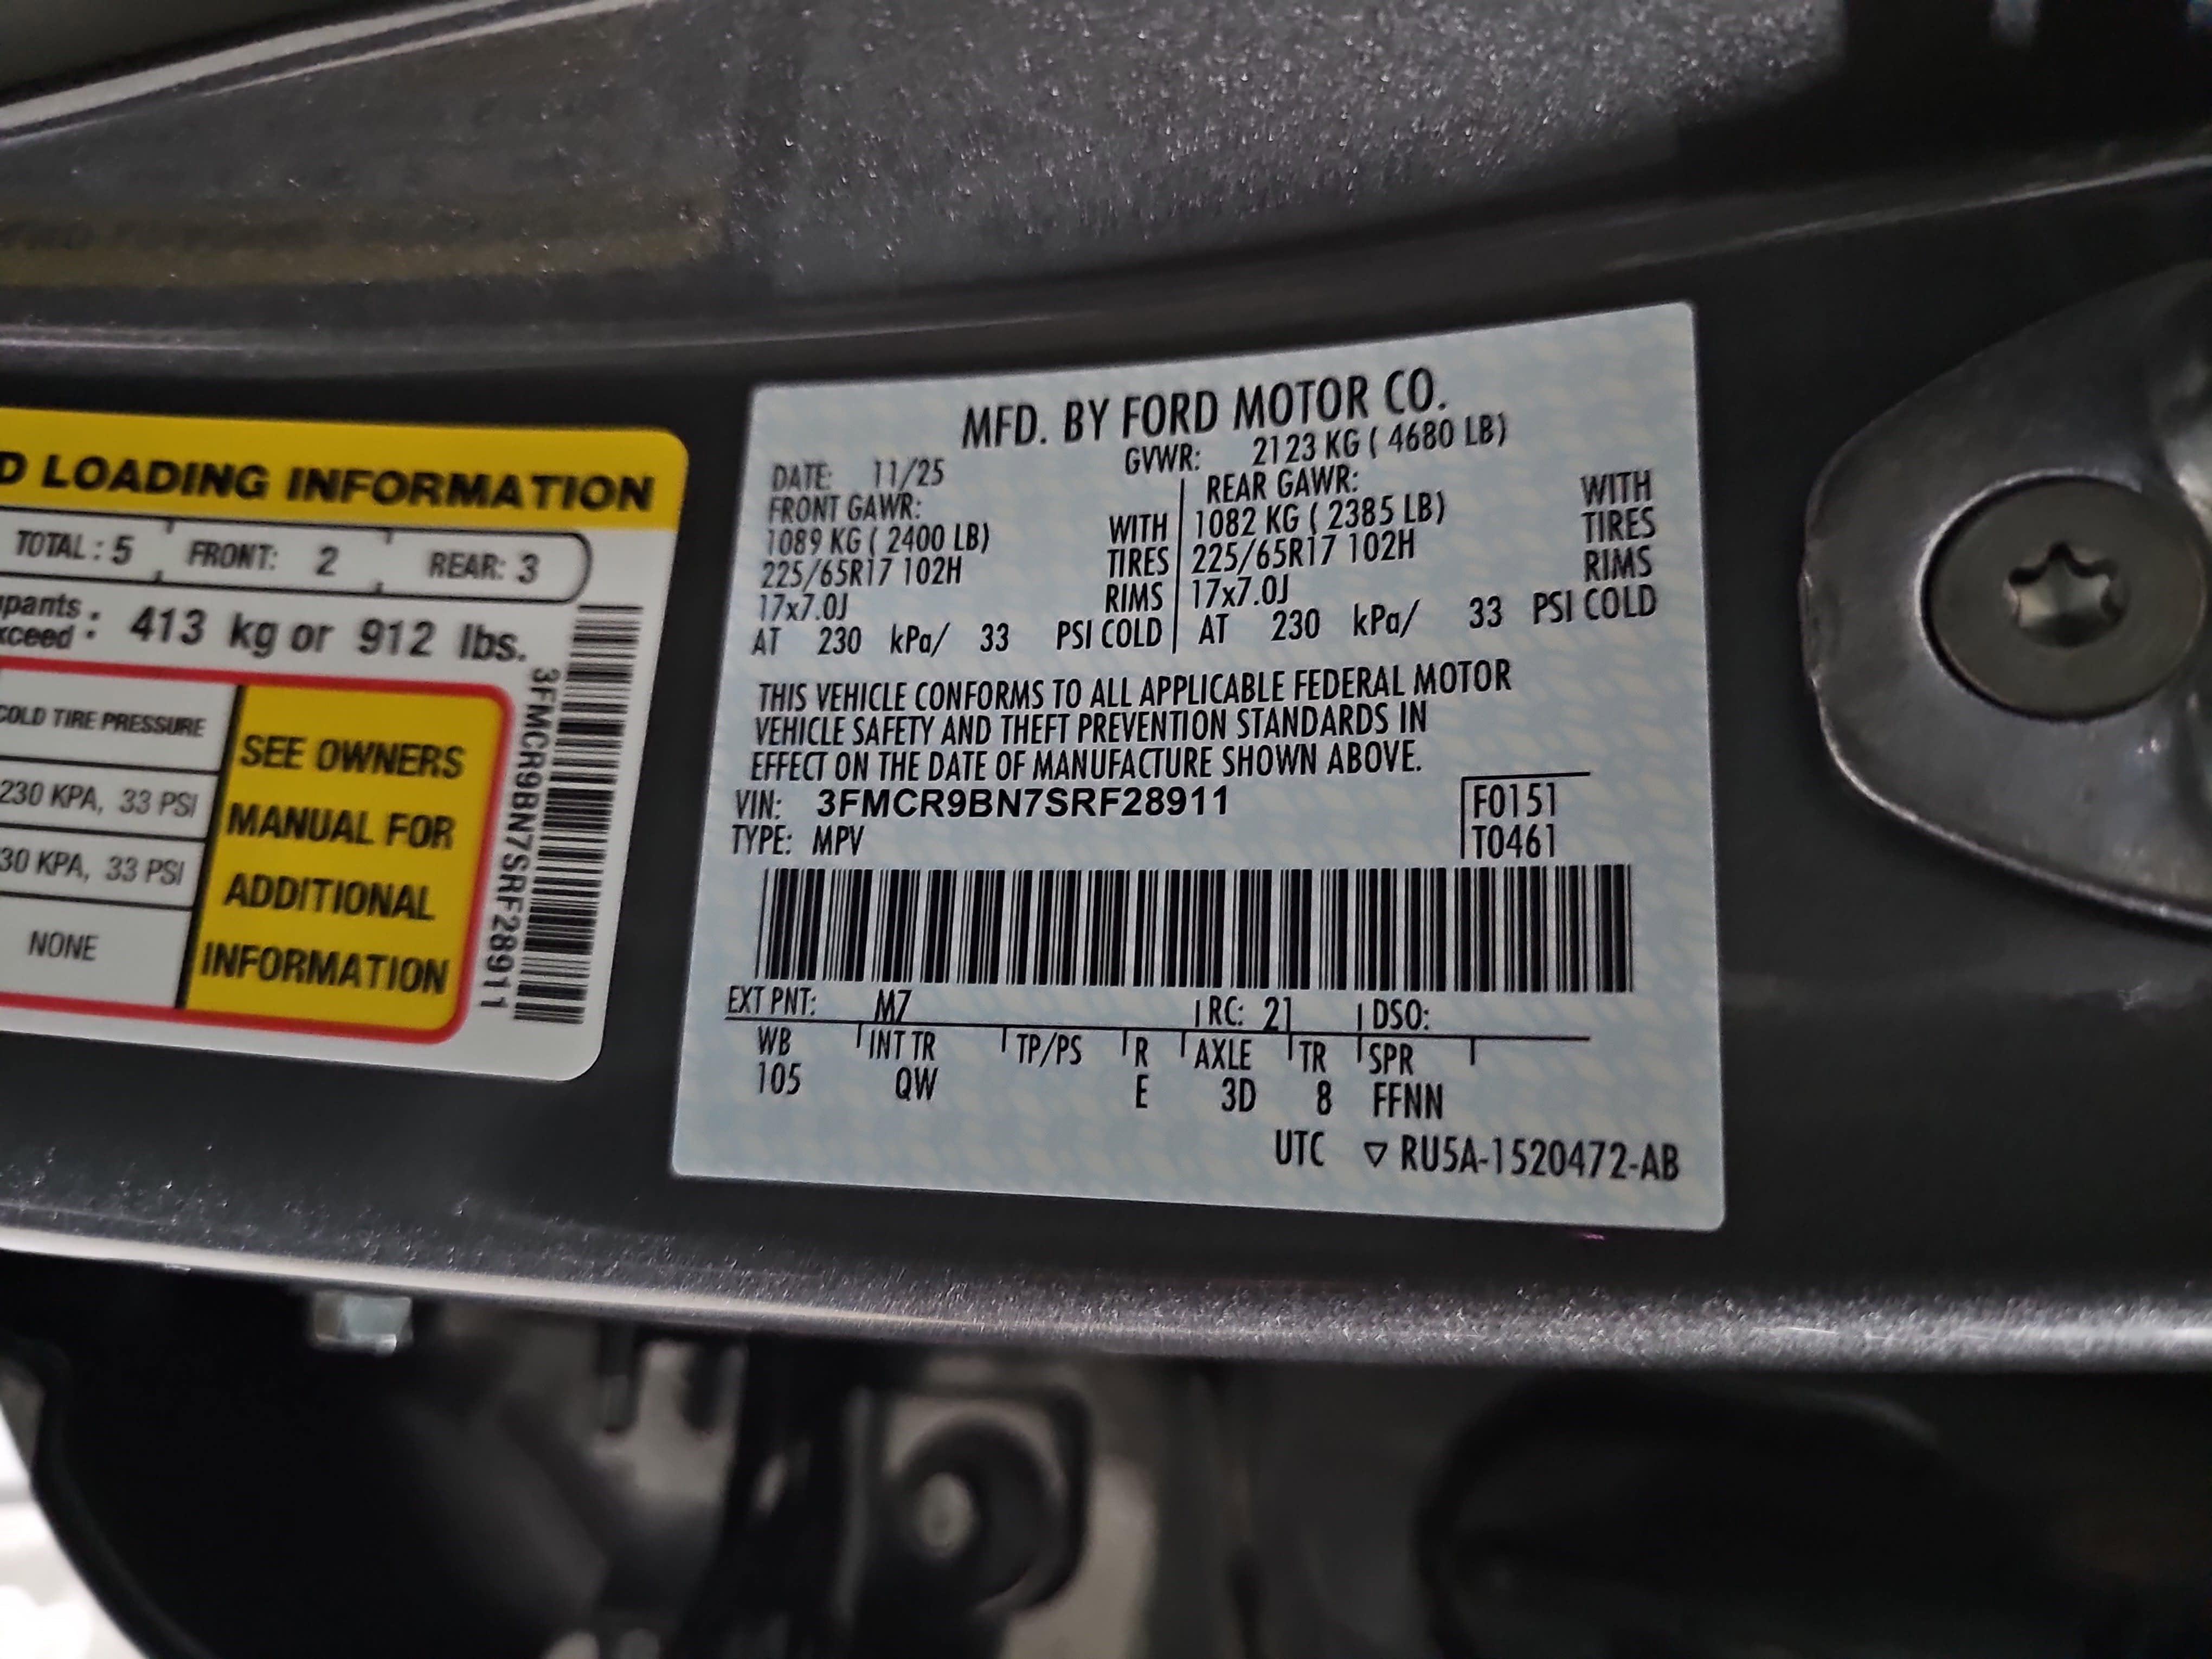 D LOADING INFORMATION
TOTAL : 5 FRONT: 2 REAR: 3
pants :
xceed : 413 kg or 912 lbs.
COLD TIRE PRESSURE
230 KPA, 33 PSI
30 KPA, 33 PSI
NONE
SEE OWNERS
MANUAL FOR
ADDITIONAL
INFORMATION
3FMCR9BN7SRF28911
MFD. BY FORD MOTOR CO.
DATE: 11/25 GVWR: 2123 KG ( 4680 LB)
FRONT GAWR: REAR GAWR: WITH
1089 KG ( 2400 LB) WITH 1082 KG ( 2385 LB) TIRES
225/65R17 102H TIRES 225/65R17 102H RIMS
17x7.0J RIMS 17x7.0J
AT 230 kPa/ 33 PSI COLD AT 230 kPa/ 33 PSI COLD
THIS VEHICLE CONFORMS TO ALL APPLICABLE FEDERAL MOTOR
VEHICLE SAFETY AND THEFT PREVENTION STANDARDS IN
EFFECT ON THE DATE OF MANUFACTURE SHOWN ABOVE.
VIN: 3FMCR9BN7SRF28911 F0151
TYPE: MPV T0461
EXT PNT: M7 RC: 21 DSO:
WB INT TR TP/PS R AXLE TR SPR
105 QW E 3D 8 FFNN
UTC ▽ RU5A-1520472-AB